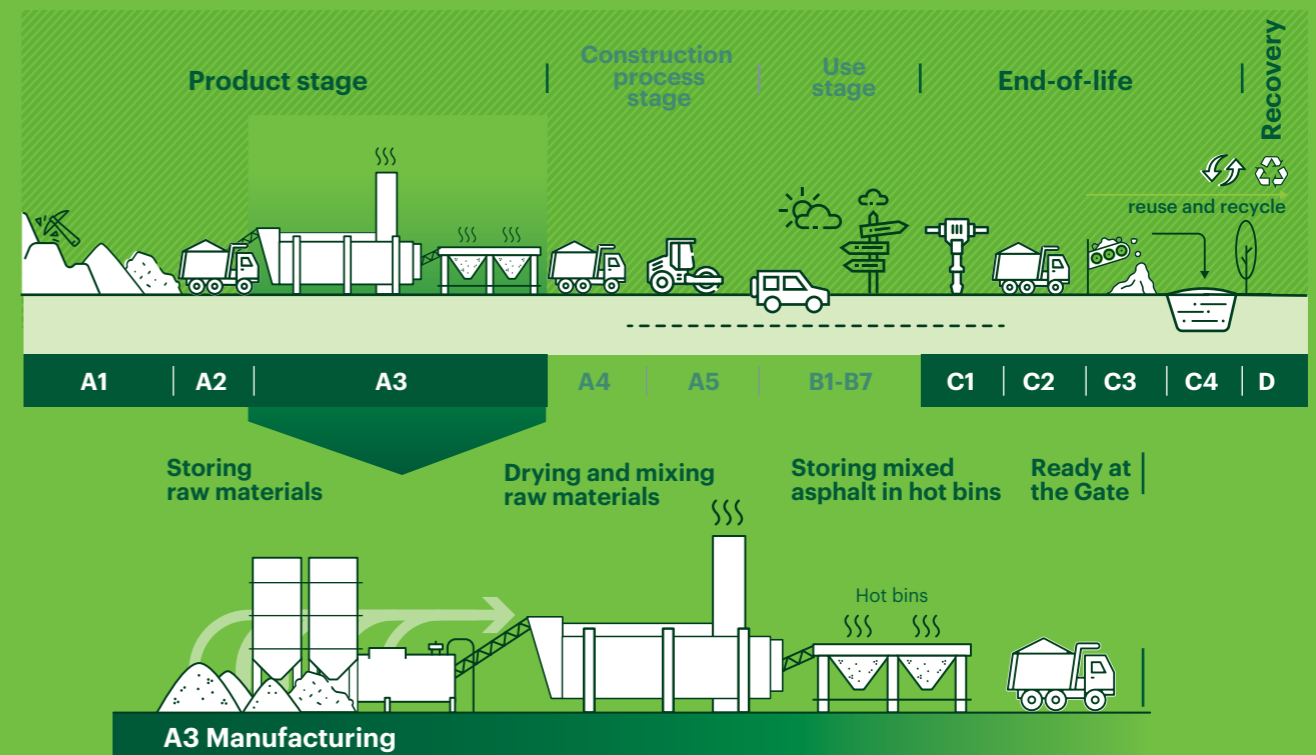 Product stage
Construction
process
stage
Use
stage
End-of-life
Recovery
reuse and recycle
A1
A2
A3
A4
A5
B1-B7
C1
C2
C3
C4
D
Storing
raw materials
Drying and mixing
raw materials
Storing mixed
asphalt in hot bins
Ready at
the Gate
Hot bins
A3 Manufacturing